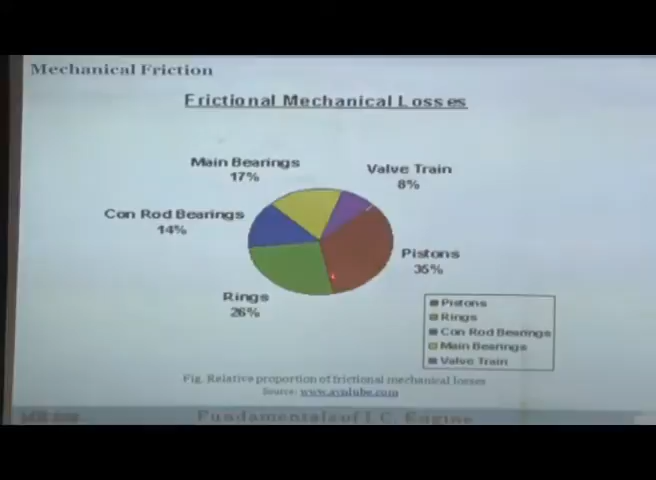 Mechanical Friction
Frictional Mechanical Losses
Main Bearings
17%
Valve Train
8%
Con Rod Bearings
14%
Pistons
35%
Rings
26%
Pistons
Rings
Con Rod Bearings
Main Bearings
Valve Train
Fig. Relative proportion of frictional mechanical losses
Source:
Fundamentals of I.C. Engine